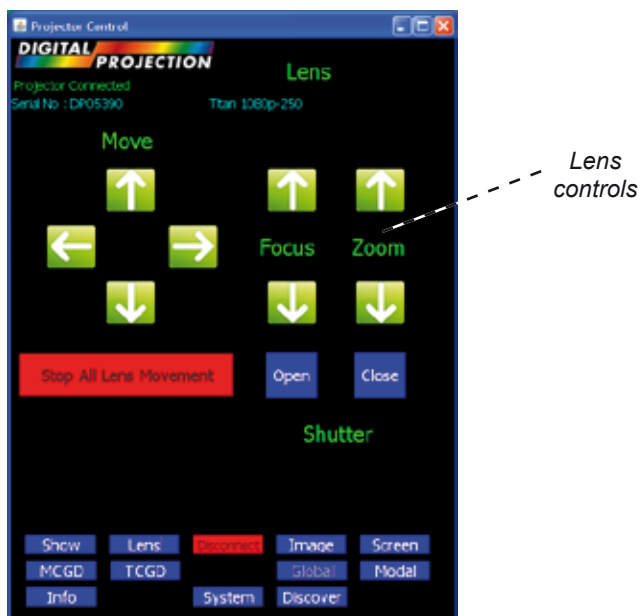 Projector Control
DIGITAL
PROJECTION
Lens
Projector Connected
Serial No : DP05390 Titan 1080p-250
Move
Lens
controls
Focus Zoom
Stop All Lens Movement Open Close
Shutter
Show Lens Disconnect Image Screen
MCGD TCGD Global Modal
Info System Discover